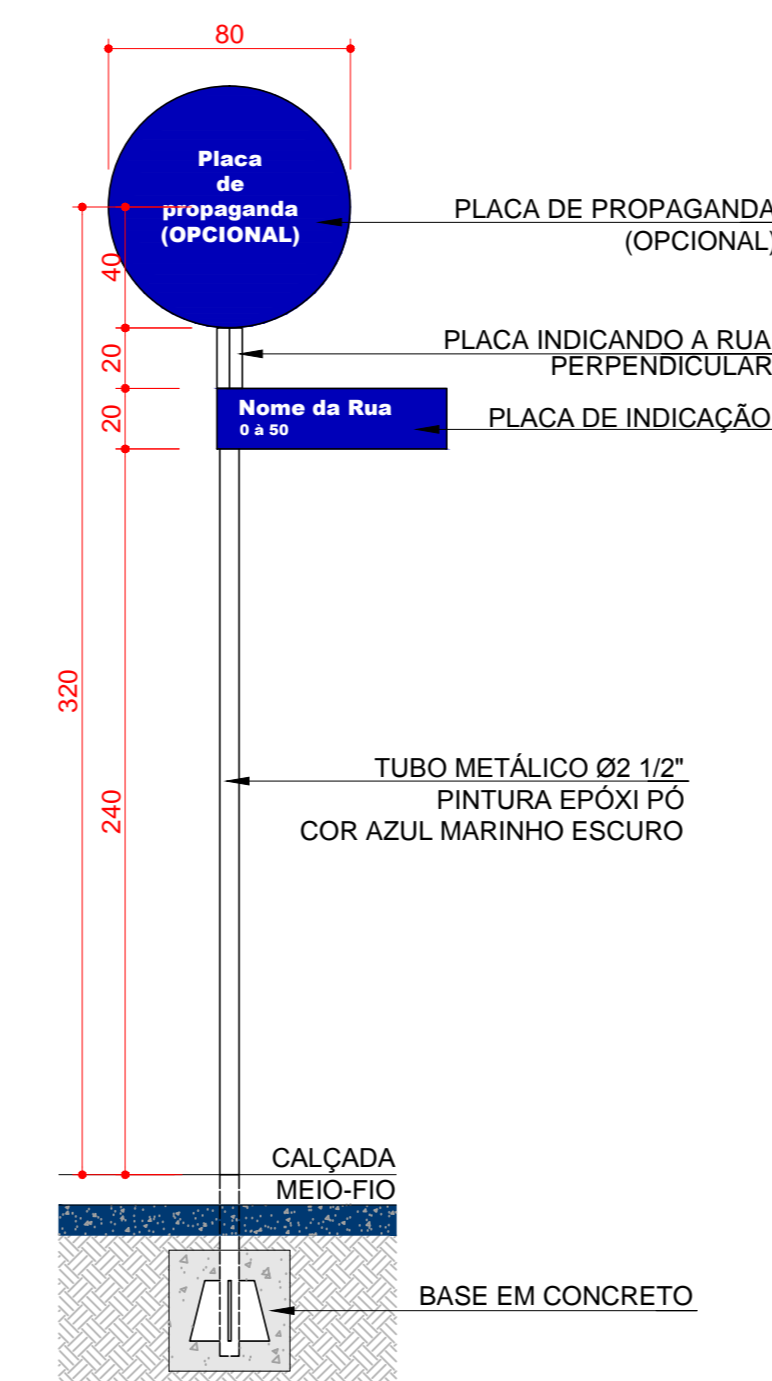 80
Placa
de
propaganda
(OPCIONAL)
PLACA DE PROPAGANDA
(OPCIONAL)
40
PLACA INDICANDO A RUA
PERPENDICULAR
20
Nome da Rua
0 à 50
PLACA DE INDICAÇÃO
20
320
240
TUBO METÁLICO Ø2 1/2"
PINTURA EPÓXI PÓ
COR AZUL MARINHO ESCURO
CALÇADA
MEIO-FIO
BASE EM CONCRETO